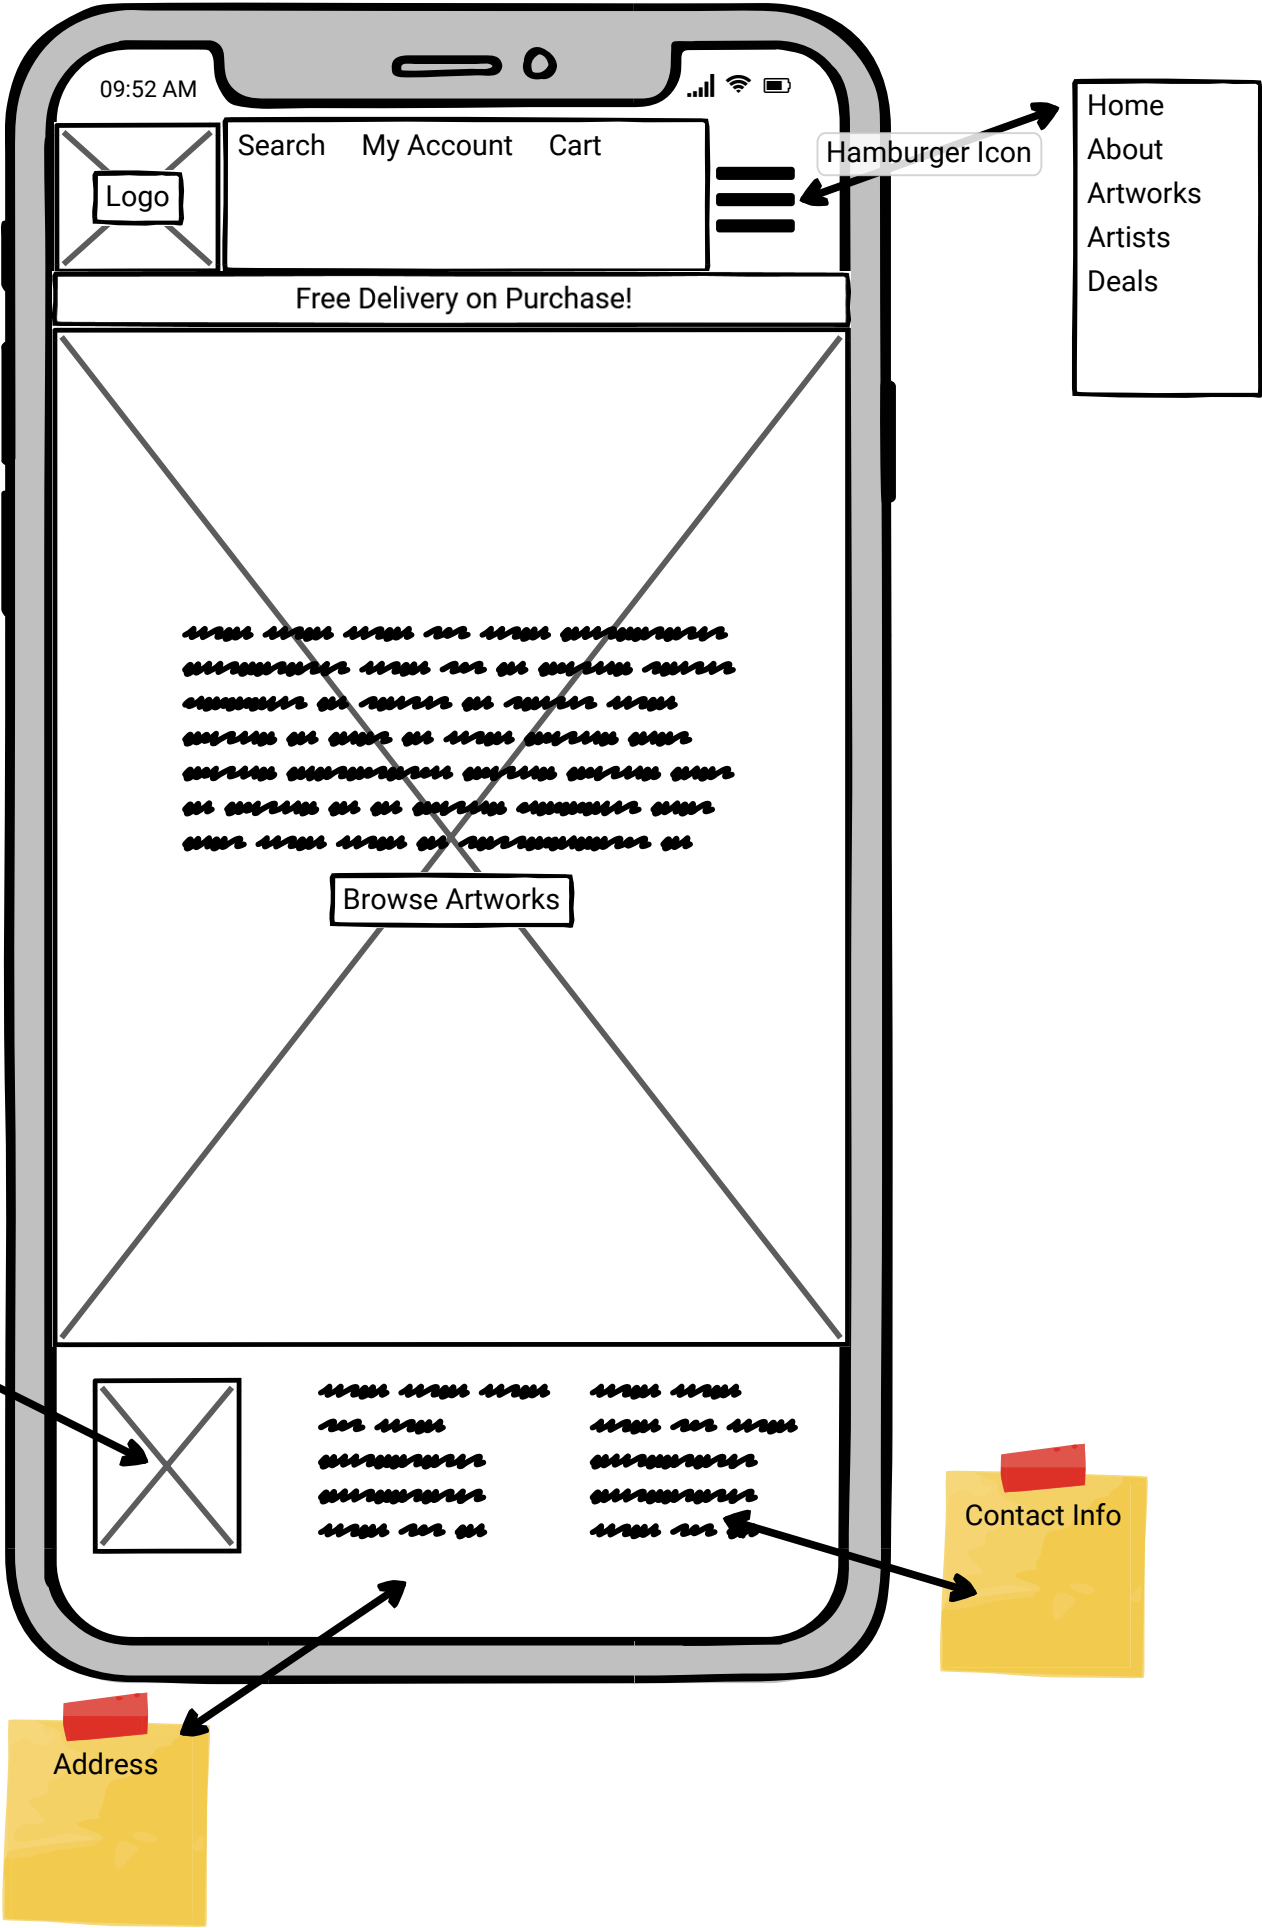 09:52 AM
Logo
Search My Account Cart
Hamburger Icon
Home
About
Artworks
Artists
Deals
Free Delivery on Purchase!
Browse Artworks
Contact Info
Address